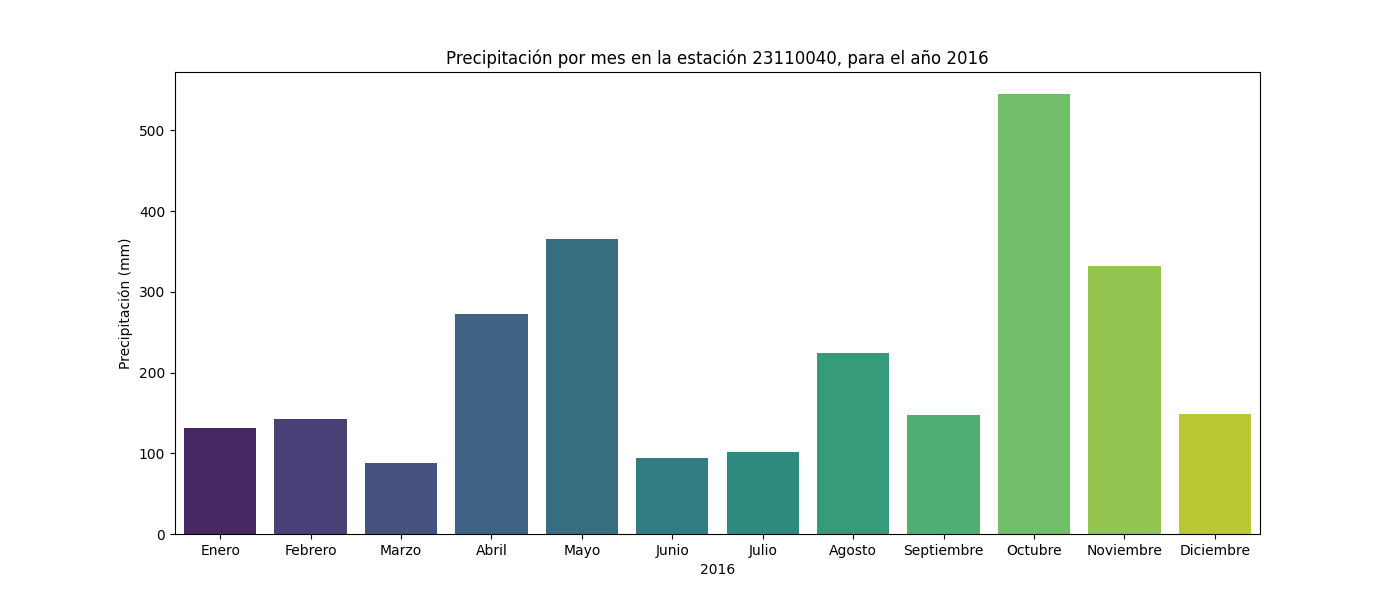 Precipitación por mes en la estación 23110040, para el año 2016
Precipitación (mm)
500
400
300
200
100
0
Enero Febrero Marzo Abril Mayo Junio Julio Agosto Septiembre Octubre Noviembre Diciembre
2016